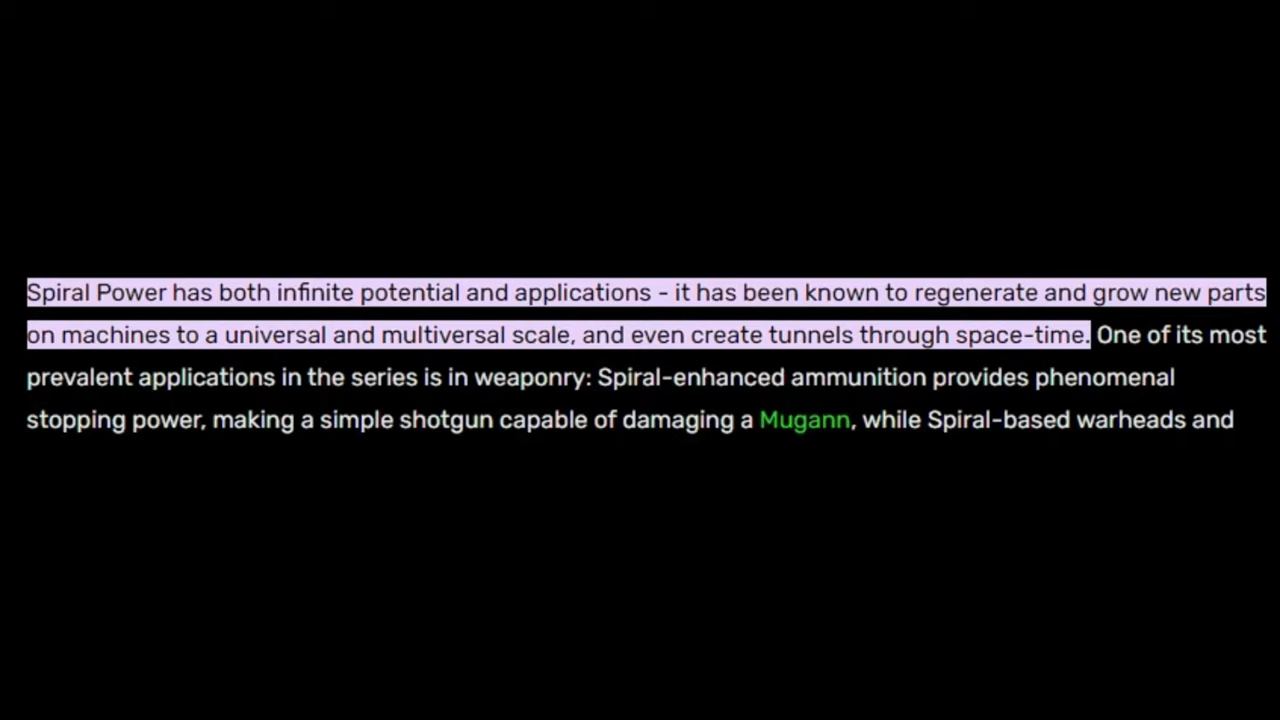 Spiral Power has both infinite potential and applications - it has been known to regenerate and grow new parts
on machines to a universal and multiversal scale, and even create tunnels through space-time. One of its most
prevalent applications in the series is in weaponry: Spiral-enhanced ammunition provides phenomenal
stopping power, making a simple shotgun capable of damaging a Mugann, while Spiral-based warheads and